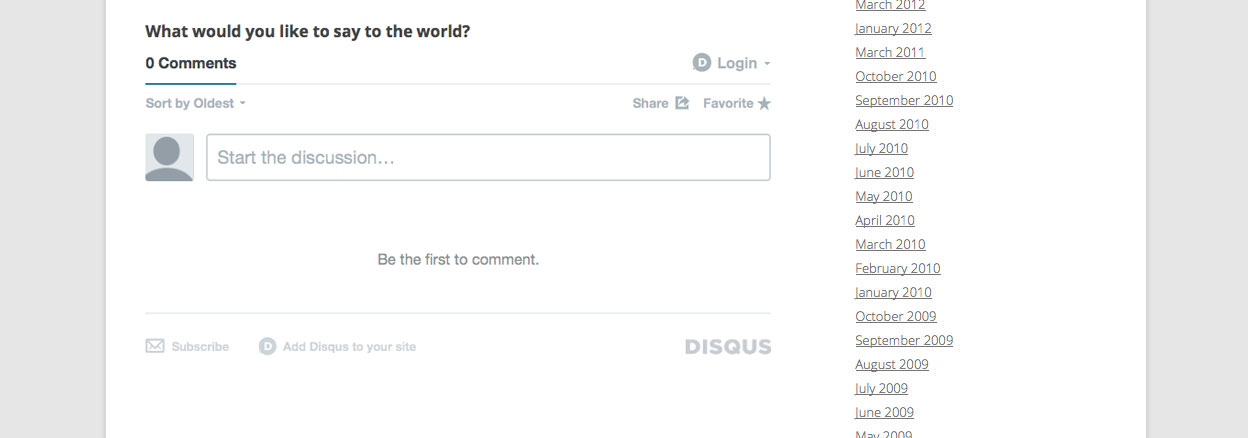 What would you like to say to the world?
0 Comments
D Login
Sort by Oldest
Share Favorite
Start the discussion…
Be the first to comment.
Subscribe D Add Disqus to your site DISQUS
March 2012
January 2012
March 2011
October 2010
September 2010
August 2010
July 2010
June 2010
May 2010
April 2010
March 2010
February 2010
January 2010
October 2009
September 2009
August 2009
July 2009
June 2009
May 2009